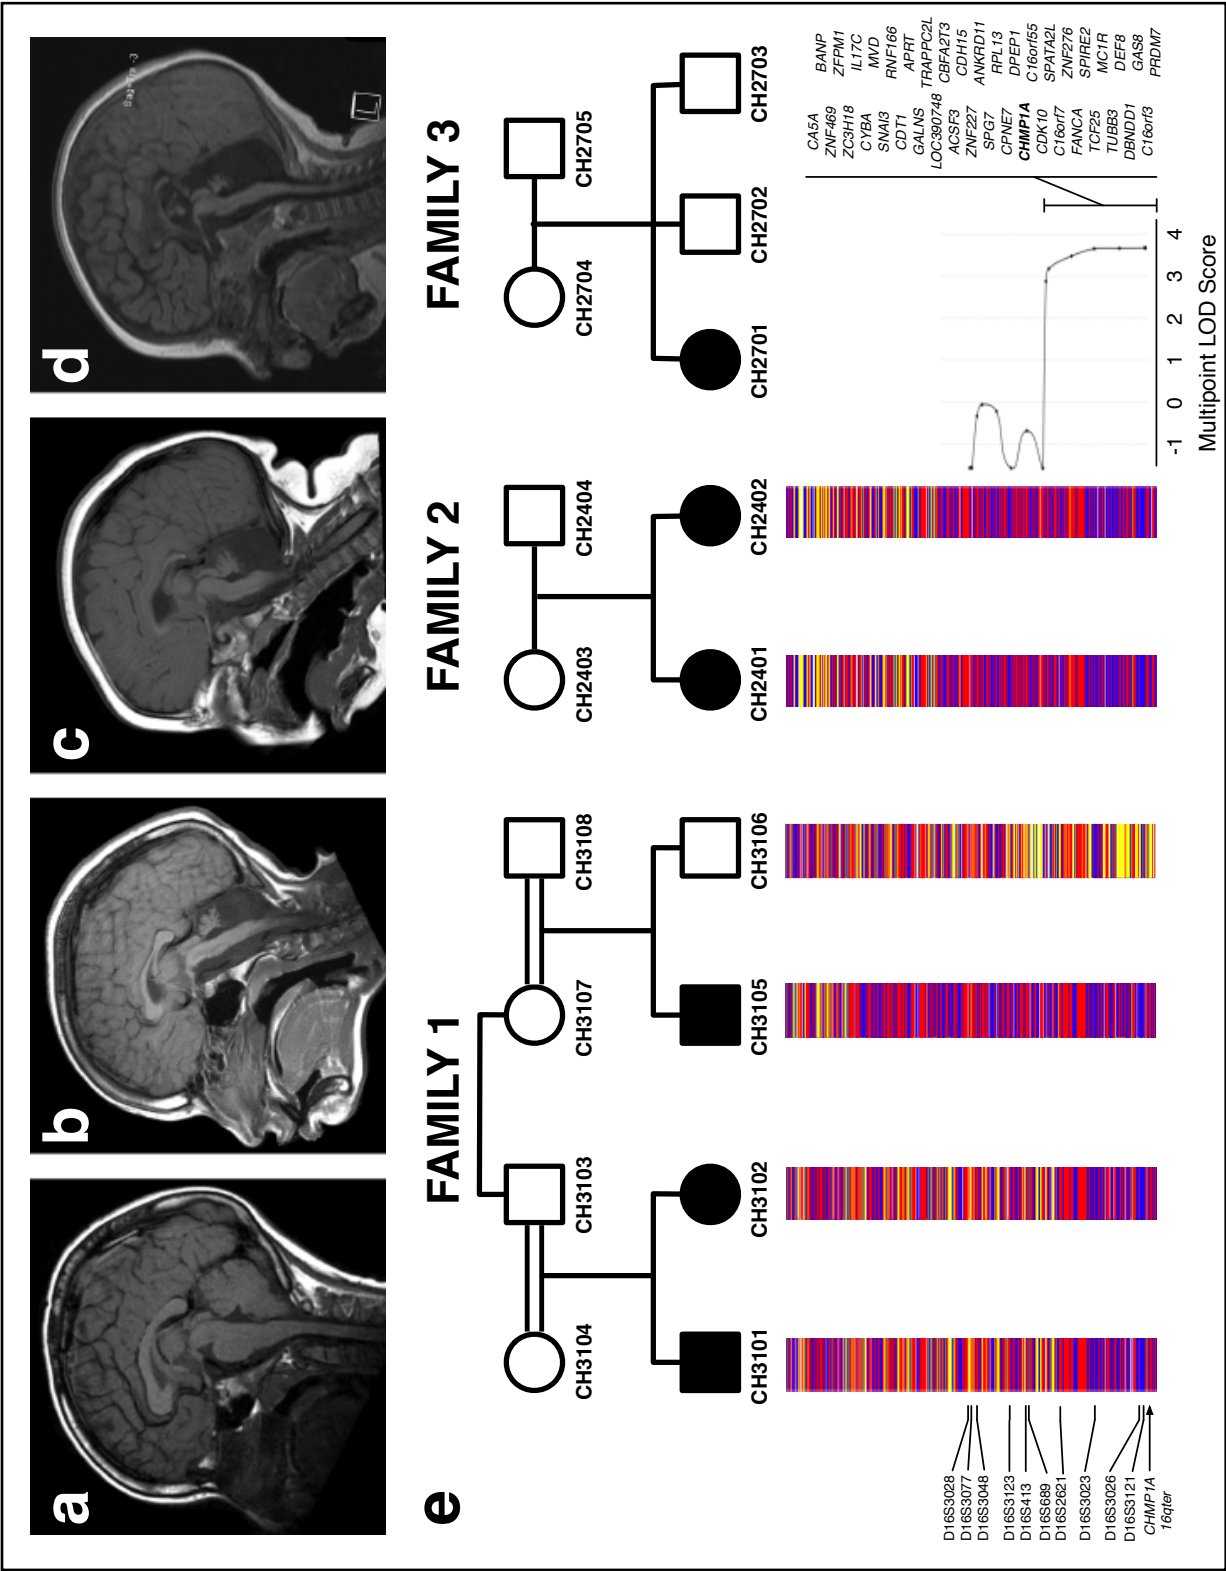 a
b
c
d
Sag-tra -3
L
e
FAMILY 1
FAMILY 2
FAMILY 3
CH3104
CH3103
CH3107
CH3108
CH2403
CH2404
CH2704
CH2705
CH3101
CH3102
CH3105
CH3106
CH2401
CH2402
CH2701
CH2702
CH2703
D16S3028
D16S3077
D16S3048
D16S3123
D16S413
D16S689
D16S2621
D16S3023
D16S3026
D16S3121
CHMP1A
16qter
-1 0 1 2 3 4
Multipoint LOD Score
CA5A BANP
ZNF469 ZFPM1
ZC3H18 IL17C
CYBA MVD
SNAI3 RNF166
CDT1 APRT
GALNS TRAPPC2L
LOC390748 CBFA2T3
ACSF3 CDH15
ZNF227 ANKRD11
SPG7 RPL13
CPNE7 DPEP1
CHMP1A C16orf55
CDK10 SPATA2L
C16orf7 ZNF276
FANCA SPIRE2
TCF25 MC1R
TUBB3 DEF8
DBNDD1 GAS8
C16orf3 PRDM7